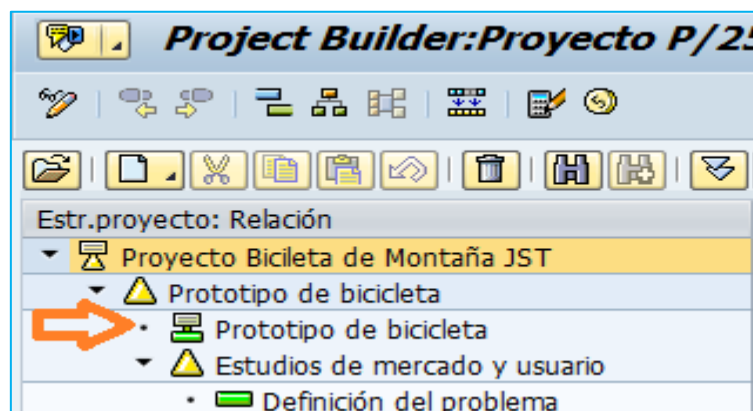 Project Builder:Proyecto P/25
Estr.proyecto: Relación
Proyecto Bicileta de Montaña JST
Prototipo de bicicleta
Prototipo de bicicleta
Estudios de mercado y usuario
Definición del problema